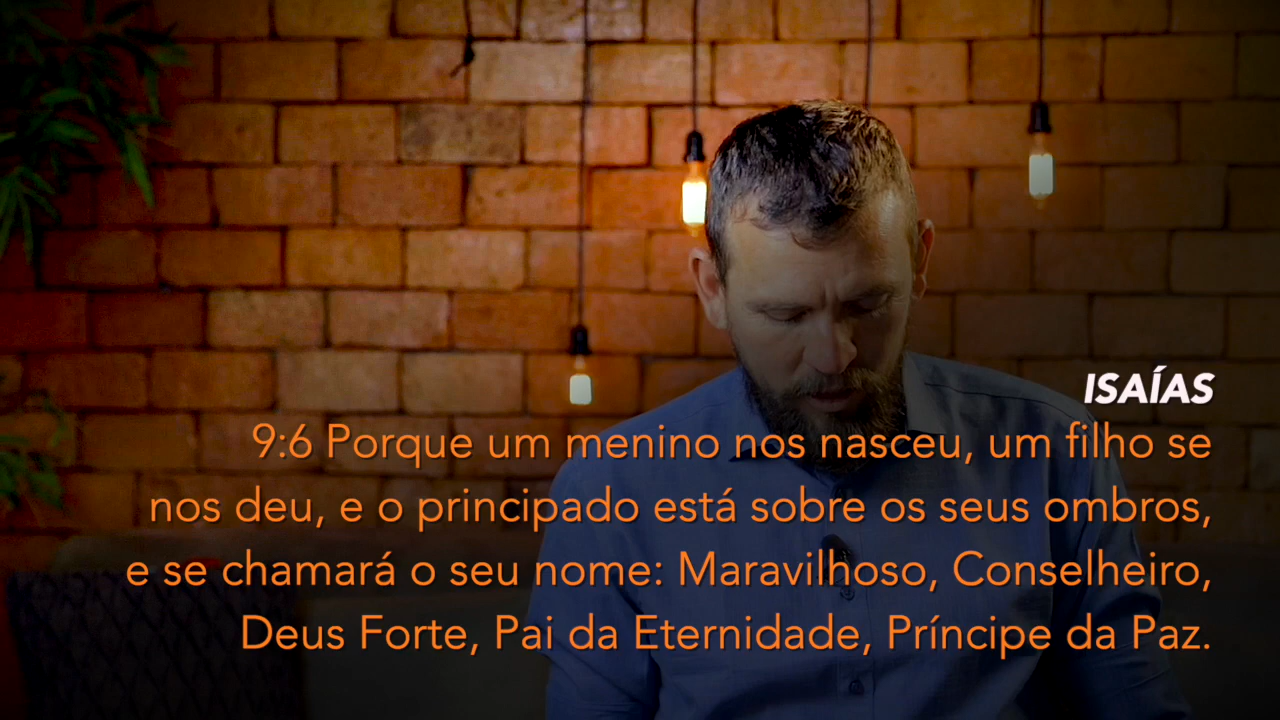 ISAÍAS
9:6 Porque um menino nos nasceu, um filho se
nos deu, e o principado está sobre os seus ombros,
e se chamará o seu nome: Maravilhoso, Conselheiro,
Deus Forte, Pai da Eternidade, Príncipe da Paz.